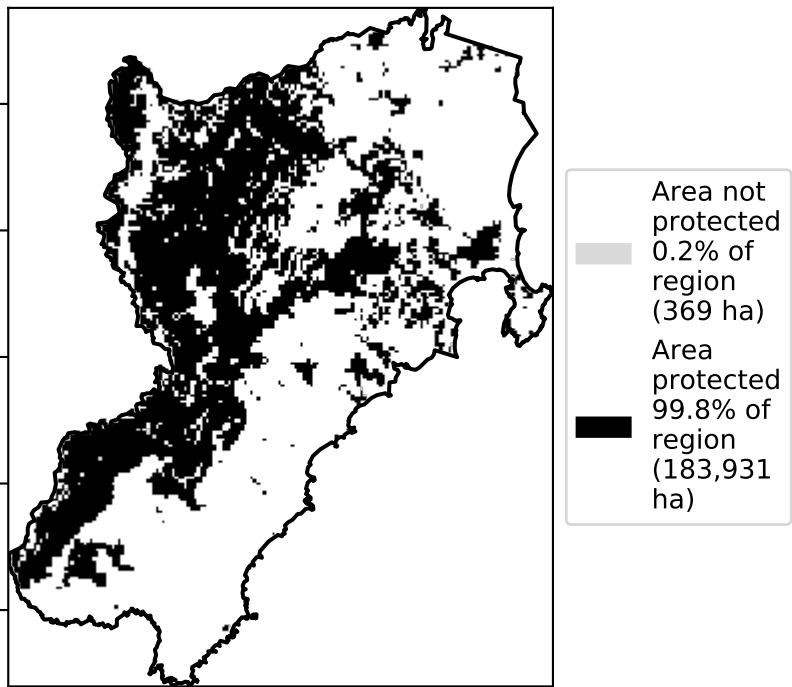 Area not
protected
0.2% of
region
(369 ha)
Area
protected
99.8% of
region
(183,931
ha)